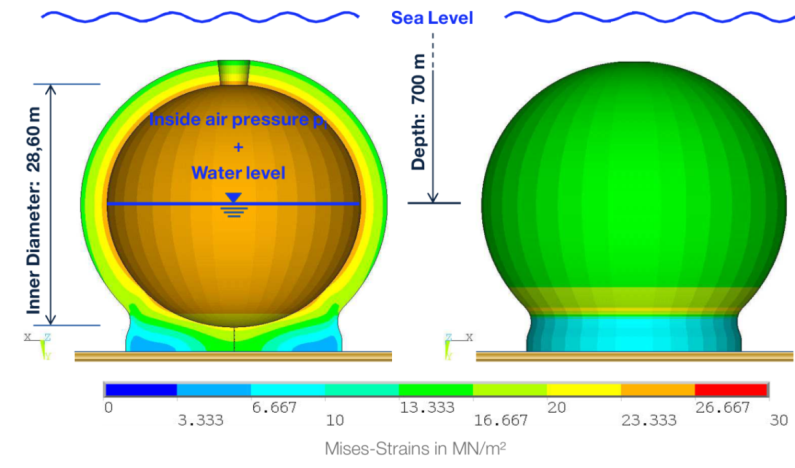 Sea Level
Inner Diameter: 28,60 m
Inside air pressure p
+
Water level
Depth: 700 m
X Z
Y
Z X
Y
0 6.667 13.333 20 26.667
3.333 10 16.667 23.333 30
Mises-Strains in MN/m²